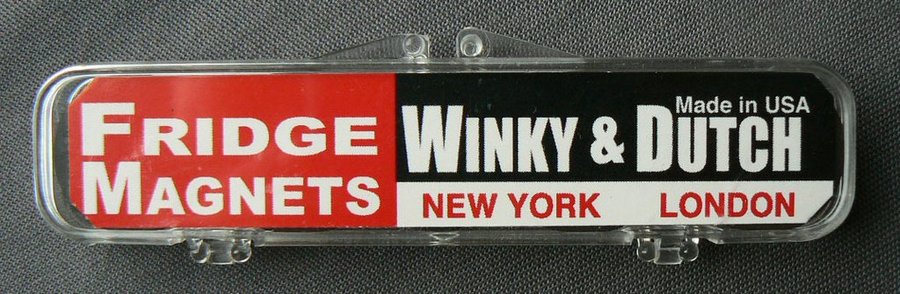 FRIDGE
MAGNETS
Made in USA
WINKY & DUTCH
NEW YORK LONDON